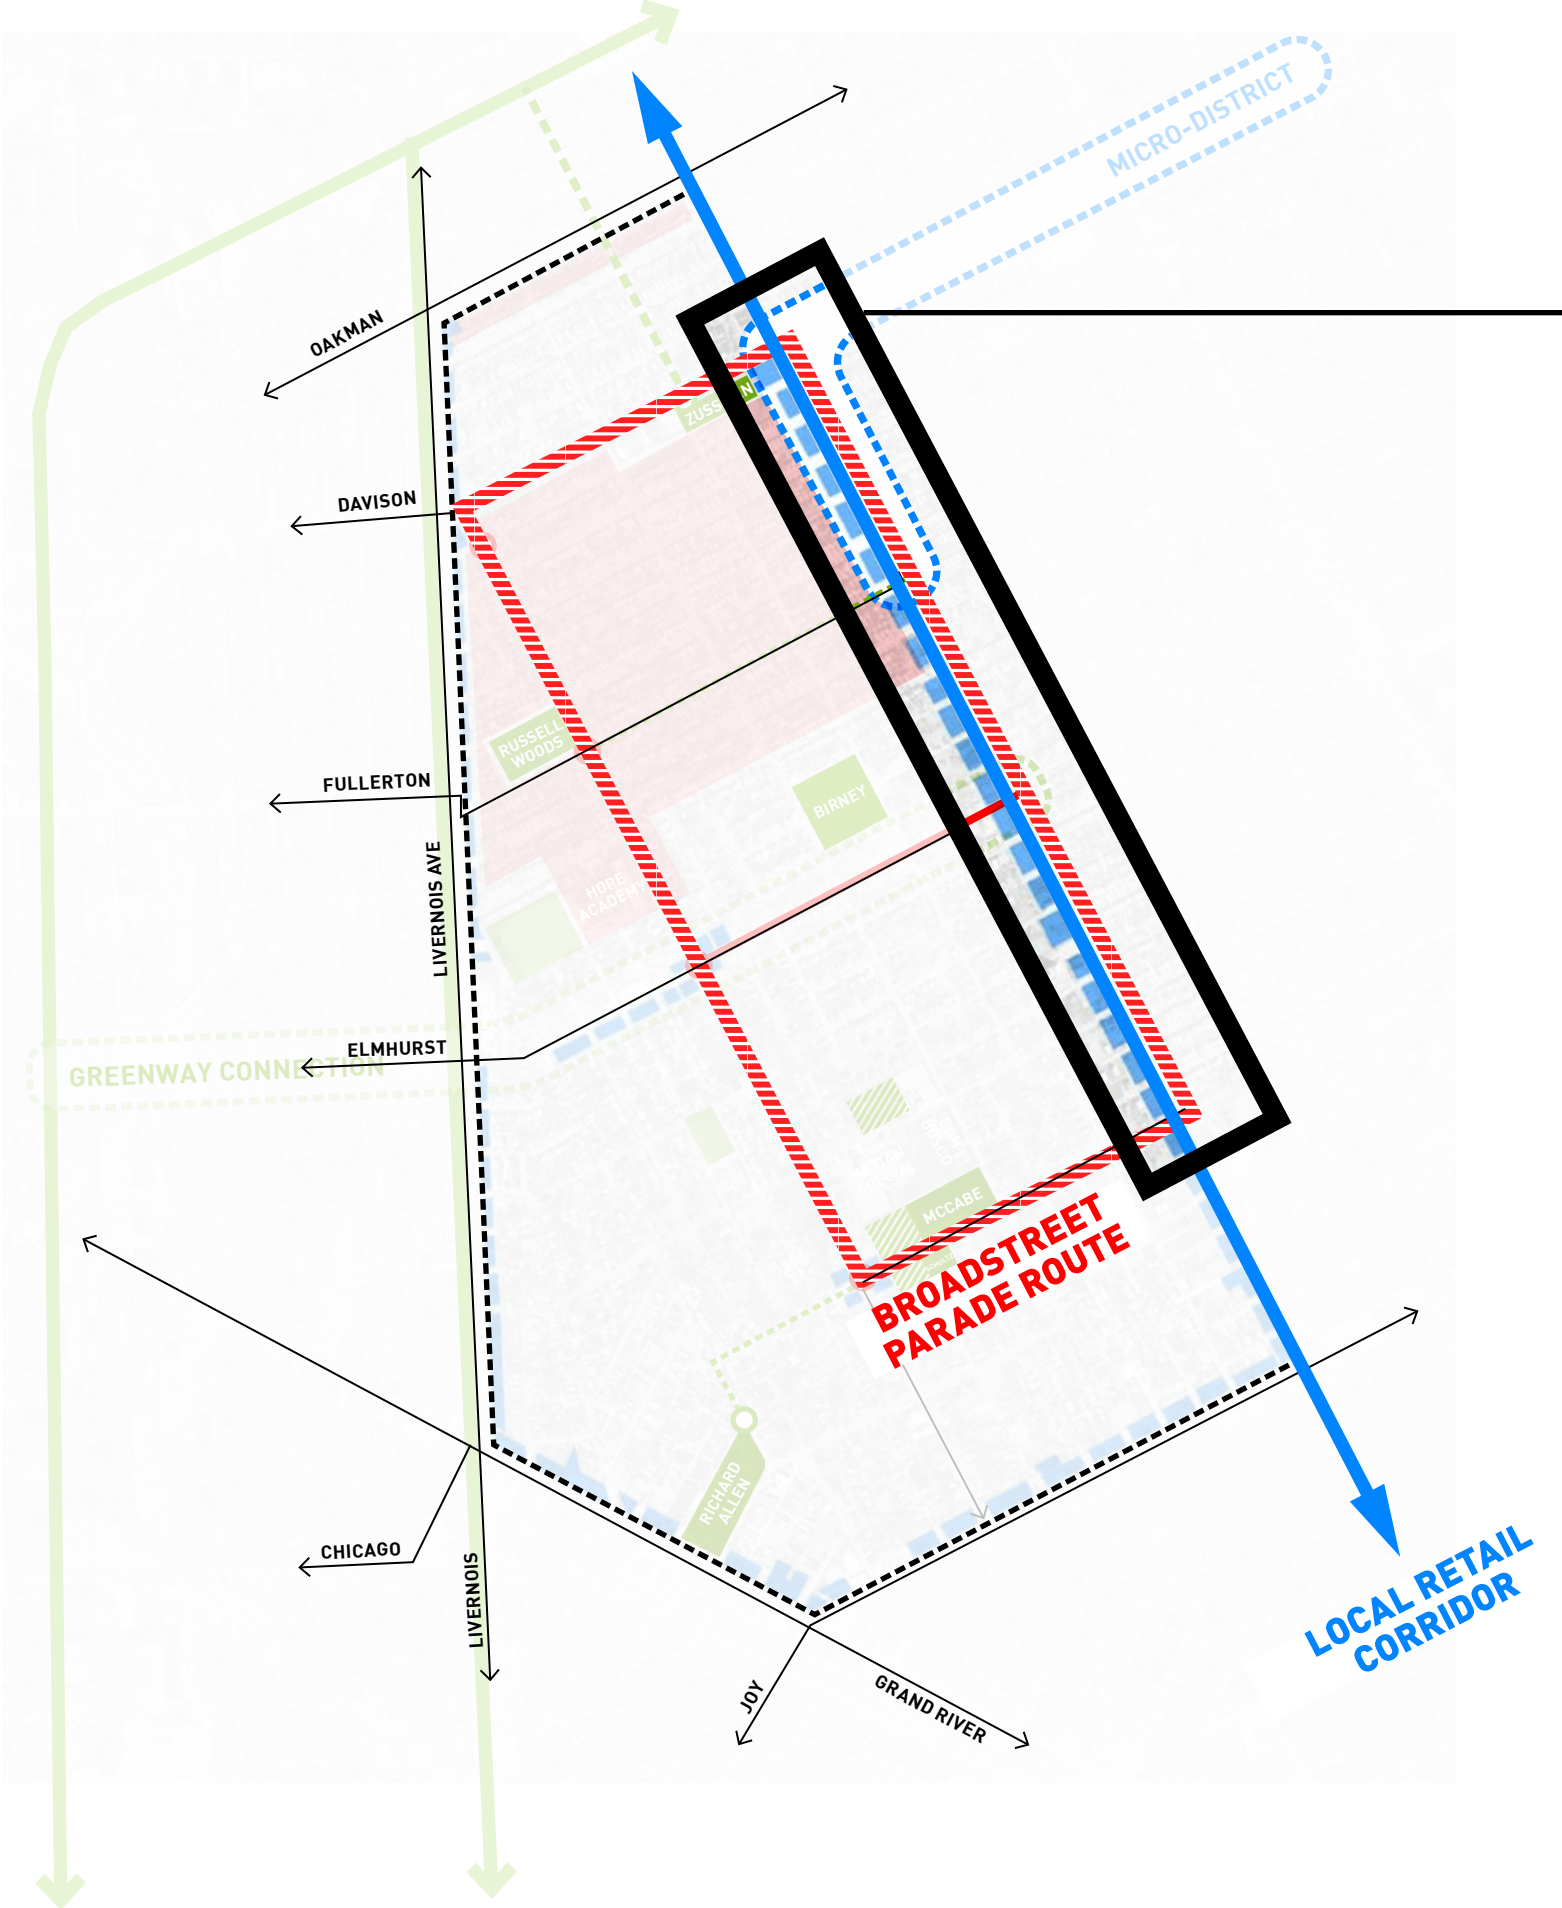 MICRO-DISTRICT
OAKMAN
ZUSS
N
DAVISON
RUSSELL
WOODS
FULLERTON
BIRNEY
LIVERNOIS AVE
HOPE
ACADEMY
ELMHURST
GREENWAY CONNECTION
MCCABE
BROADSTREET
PARADE ROUTE
RICHARD
ALLEN
CHICAGO
LIVERNOIS
LOCAL RETAIL
CORRIDOR
JOY
GRAND RIVER